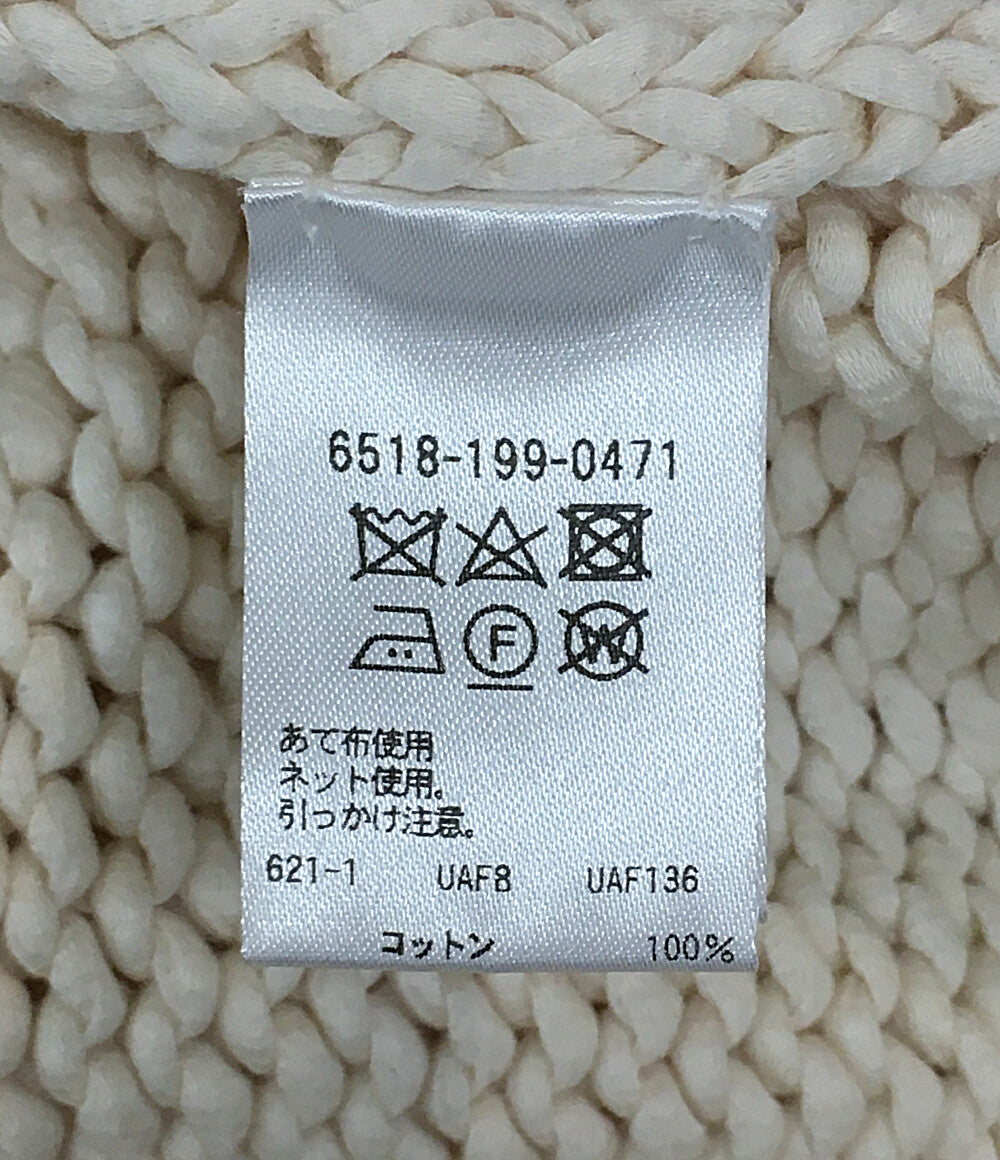 6518-199-0471
F W
あて布使用
ネット使用。
引っかけ注意。
621-1 UAF8 UAF136
コットン 100%